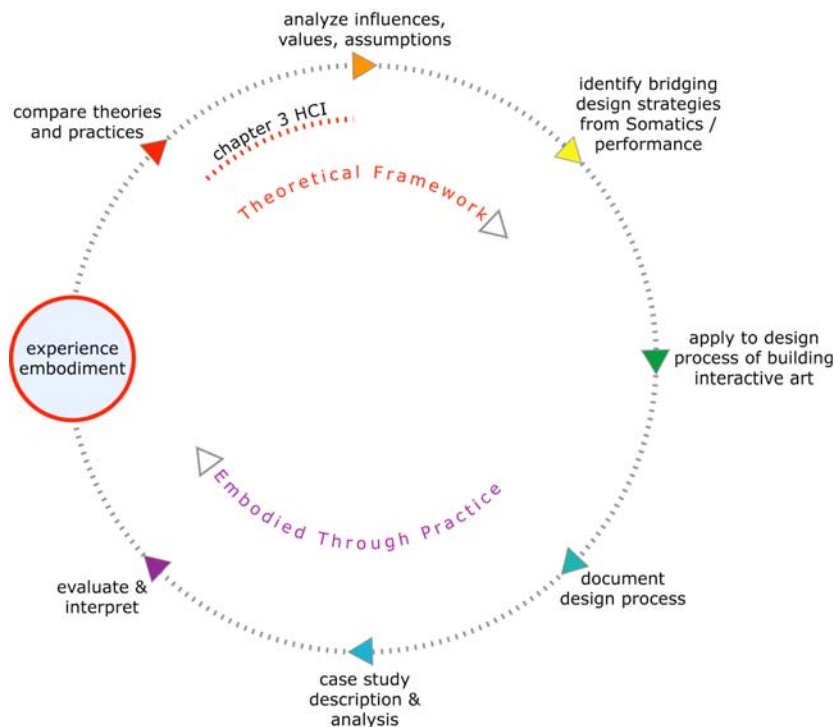 analyze influences,
values, assumptions
identify bridging
design strategies
from Somatics /
performance
compare theories
and practices
chapter 3 HCI
Theoretical Framework
experience
embodiment
apply to design
process of building
interactive art
Embodied Through Practice
evaluate &
interpret
document
design process
case study
description &
analysis